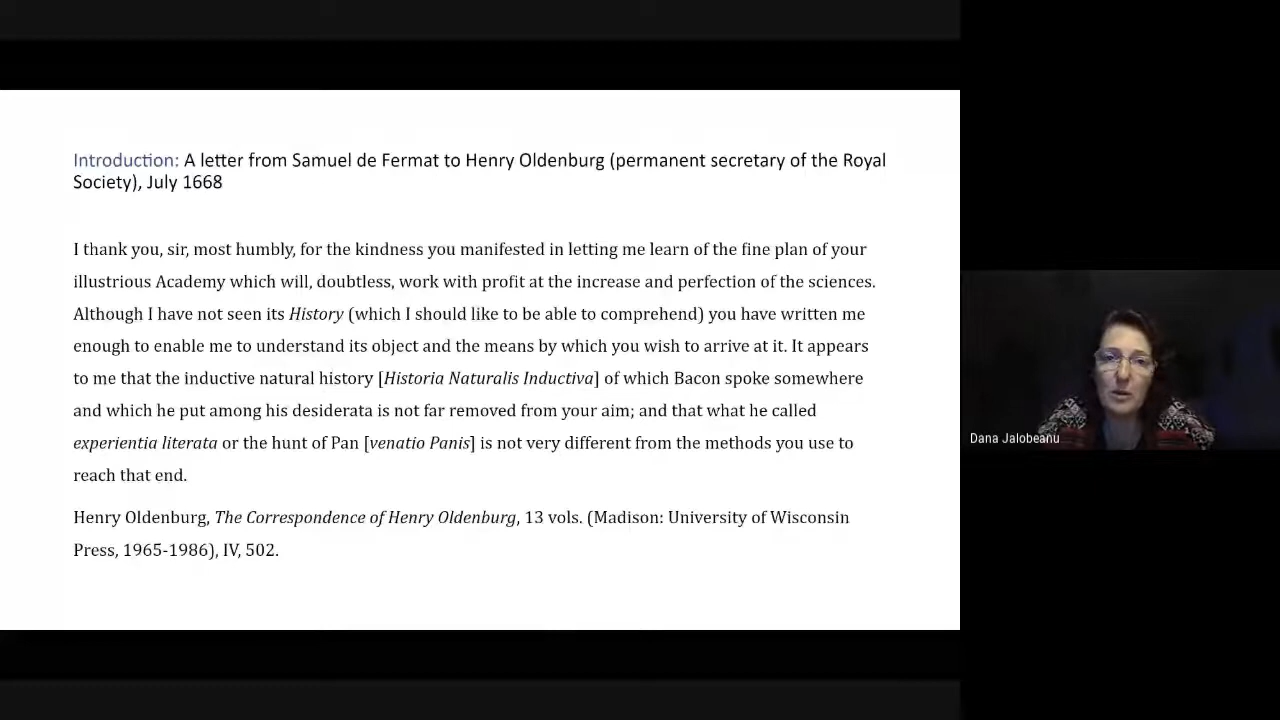 Introduction: A letter from Samuel de Fermat to Henry Oldenburg (permanent secretary of the Royal
Society), July 1668
I thank you, sir, most humbly, for the kindness you manifested in letting me learn of the fine plan of your
illustrious Academy which will, doubtless, work with profit at the increase and perfection of the sciences.
Although I have not seen its History (which I should like to be able to comprehend) you have written me
enough to enable me to understand its object and the means by which you wish to arrive at it. It appears
to me that the inductive natural history [Historia Naturalis Inductiva] of which Bacon spoke somewhere
and which he put among his desiderata is not far removed from your aim; and that what he called
experientia literata or the hunt of Pan [venatio Panis] is not very different from the methods you use to
reach that end.
Henry Oldenburg, The Correspondence of Henry Oldenburg, 13 vols. (Madison: University of Wisconsin
Press, 1965-1986), IV, 502.
Dana Jalobeanu